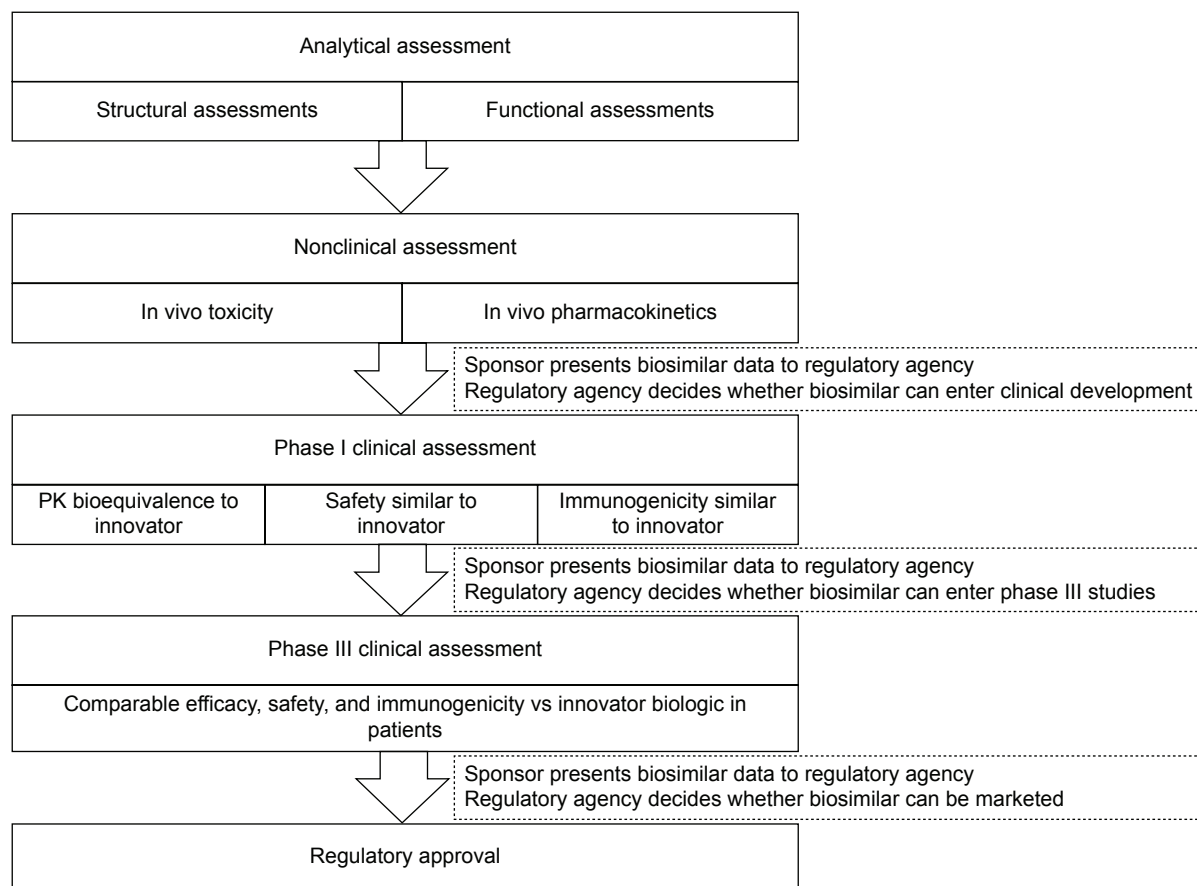 Analytical assessment
Structural assessments
Functional assessments
Nonclinical assessment
In vivo toxicity
In vivo pharmacokinetics
Sponsor presents biosimilar data to regulatory agency
Regulatory agency decides whether biosimilar can enter clinical development
Phase I clinical assessment
PK bioequivalence to
innovator
Safety similar to
innovator
Immunogenicity similar
to innovator
Sponsor presents biosimilar data to regulatory agency
Regulatory agency decides whether biosimilar can enter phase III studies
Phase III clinical assessment
Comparable efficacy, safety, and immunogenicity vs innovator biologic in
patients
Sponsor presents biosimilar data to regulatory agency
Regulatory agency decides whether biosimilar can be marketed
Regulatory approval